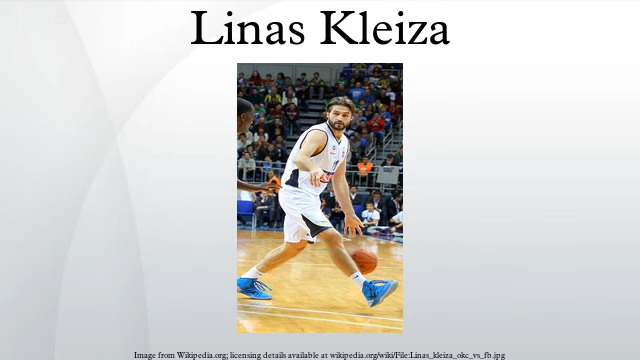 Linas Kleiza
Image from Wikipedia.org; licensing details available at wikipedia.org/wiki/File:Linas_kleiza_okc_vs_fb.jpg